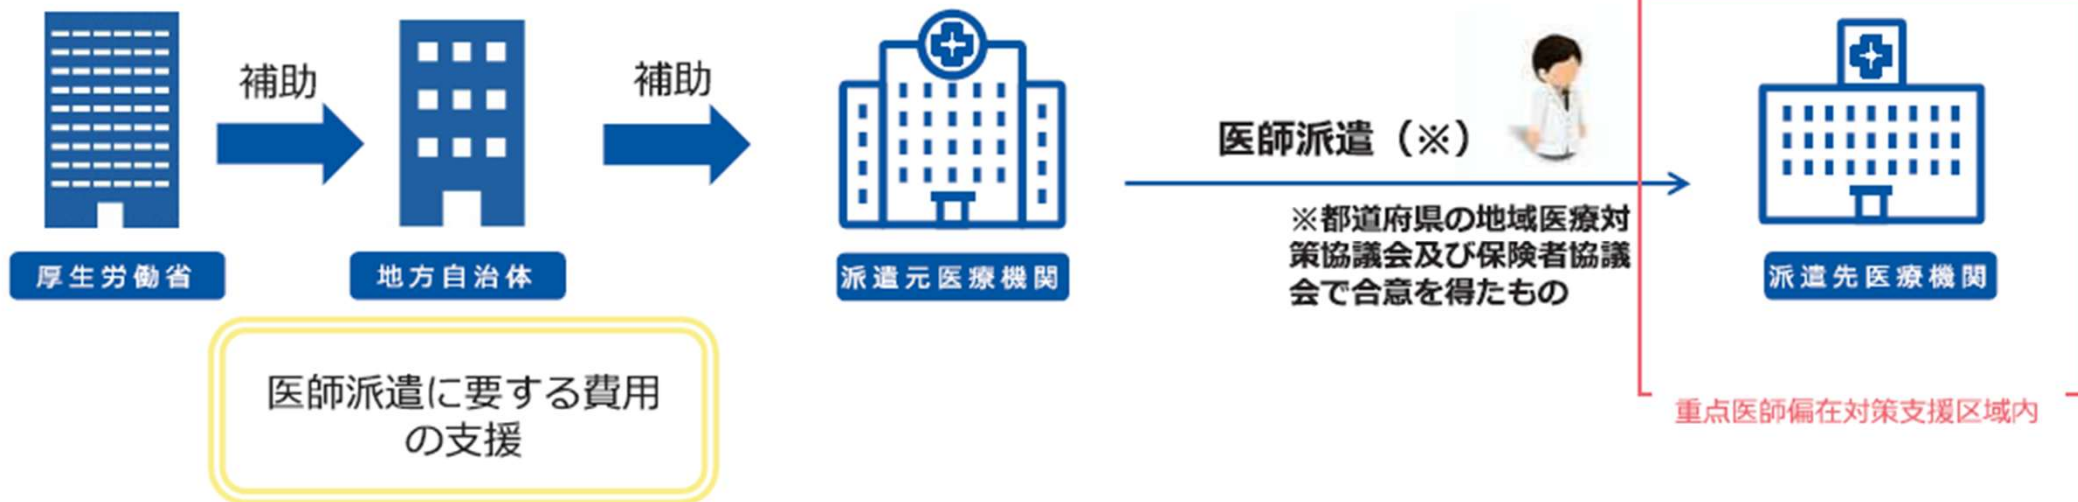 補助
補助
医師派遣（※）
※都道府県の地域医療対
策協議会及び保険者協議
会で合意を得たもの
厚生労働省
地方自治体
派遣元医療機関
派遣先医療機関
医師派遣に要する費用
の支援
重点医師偏在対策支援区域内